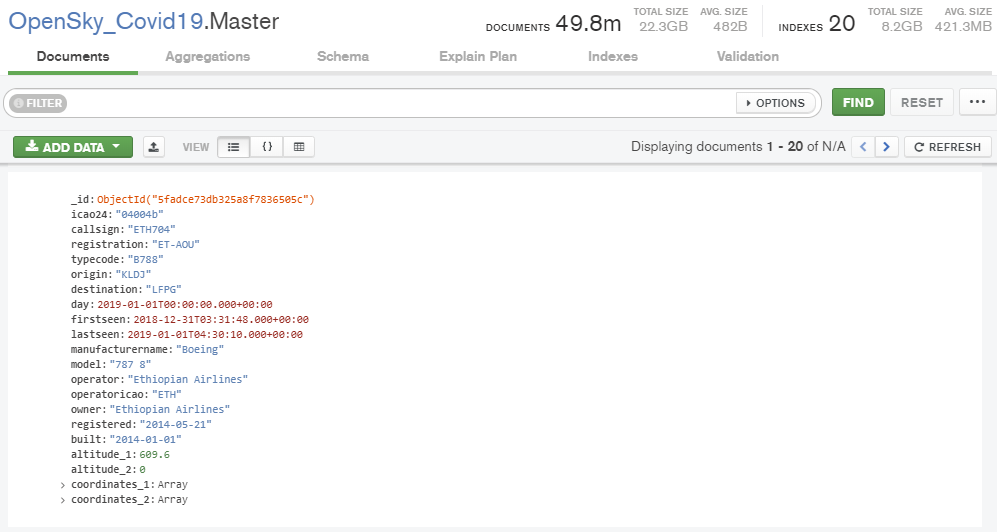 OpenSky_Covid19.Master
DOCUMENTS 49.8m TOTAL SIZE 22.3GB AVG. SIZE 482B INDEXES 20 TOTAL SIZE 8.2GB AVG. SIZE 421.3MB
Documents Aggregations Schema Explain Plan Indexes Validation
FILTER OPTIONS FIND RESET ...
ADD DATA VIEW {} Displaying documents 1 - 20 of N/A < > REFRESH
_id: ObjectId("5fadce73db325a8f7836505c")
icao24: "04004b"
callsign: "ETH704"
registration: "ET-AOU"
typecode: "B788"
origin: "KLDJ"
destination: "LFPG"
day: 2019-01-01T00:00:00.000+00:00
firstseen: 2018-12-31T03:31:48.000+00:00
lastseen: 2019-01-01T04:30:10.000+00:00
manufacturername: "Boeing"
model: "787 8"
operator: "Ethiopian Airlines"
operatoricao: "ETH"
owner: "Ethiopian Airlines"
registered: "2014-05-21"
built: "2014-01-01"
altitude_1: 609.6
altitude_2: 0
> coordinates_1: Array
> coordinates_2: Array